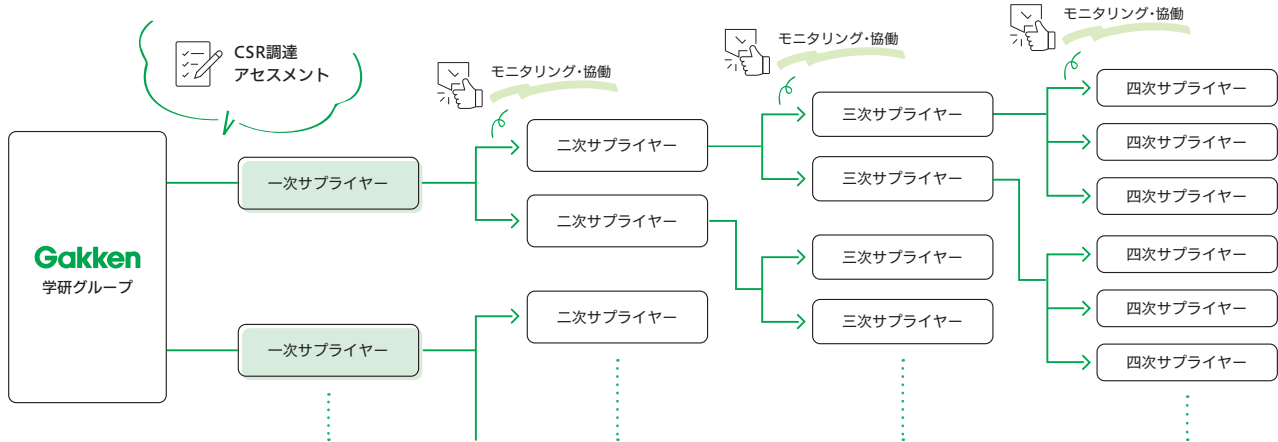 CSR調達
アセスメント
モニタリング・協働
モニタリング・協働
モニタリング・協働
Gakken
学研グループ
一次サプライヤー
一次サプライヤー
二次サプライヤー
二次サプライヤー
二次サプライヤー
三次サプライヤー
三次サプライヤー
三次サプライヤー
三次サプライヤー
四次サプライヤー
四次サプライヤー
四次サプライヤー
四次サプライヤー
四次サプライヤー
四次サプライヤー